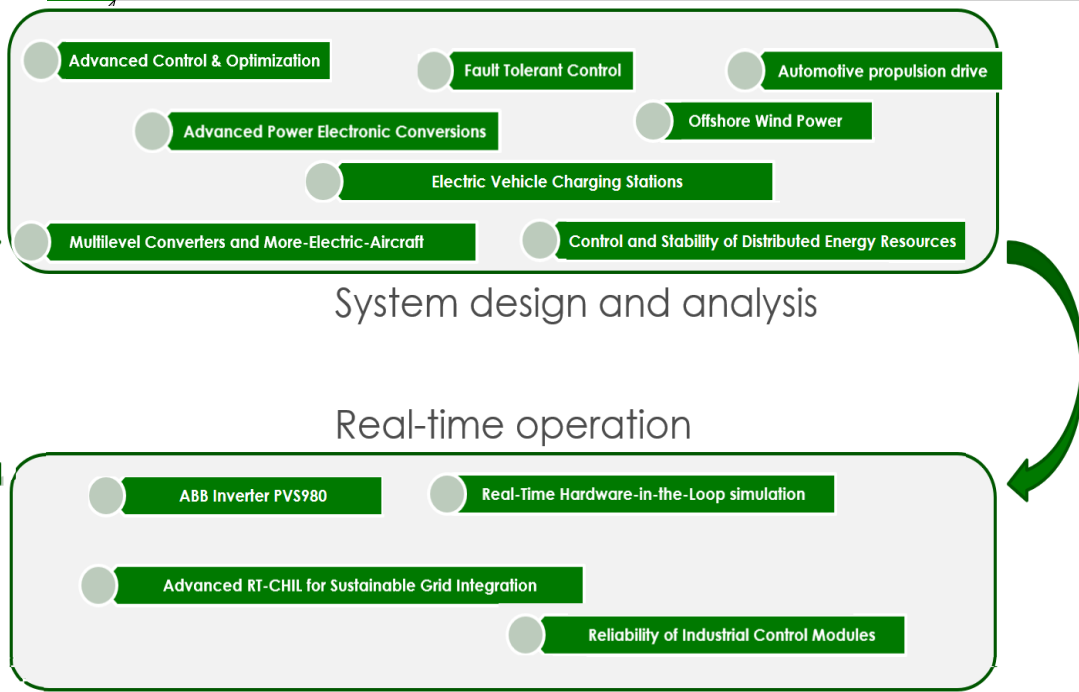 Advanced Control & Optimization
Fault Tolerant Control
Automotive propulsion drive
Advanced Power Electronic Conversions
Offshore Wind Power
Electric Vehicle Charging Stations
Multilevel Converters and More-Electric-Aircraft
Control and Stability of Distributed Energy Resources
System design and analysis
Real-time operation
ABB Inverter PVS980
Real-Time Hardware-in-the-Loop simulation
Advanced RT-CHIL for Sustainable Grid Integration
Reliability of Industrial Control Modules